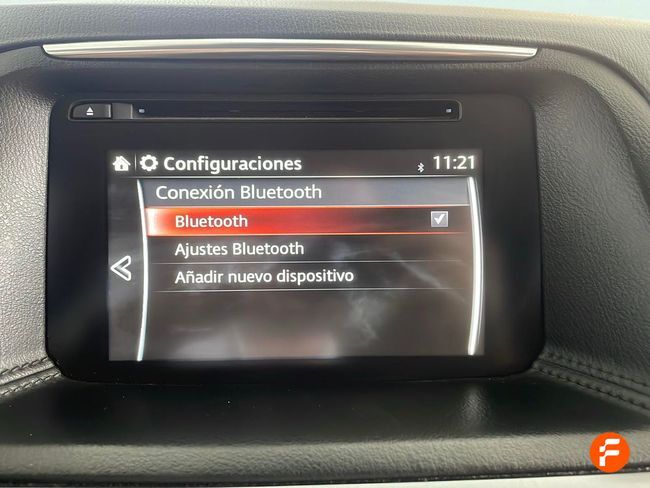 Configuraciones 11:21
Conexión Bluetooth
Bluetooth
Ajustes Bluetooth
Añadir nuevo dispositivo